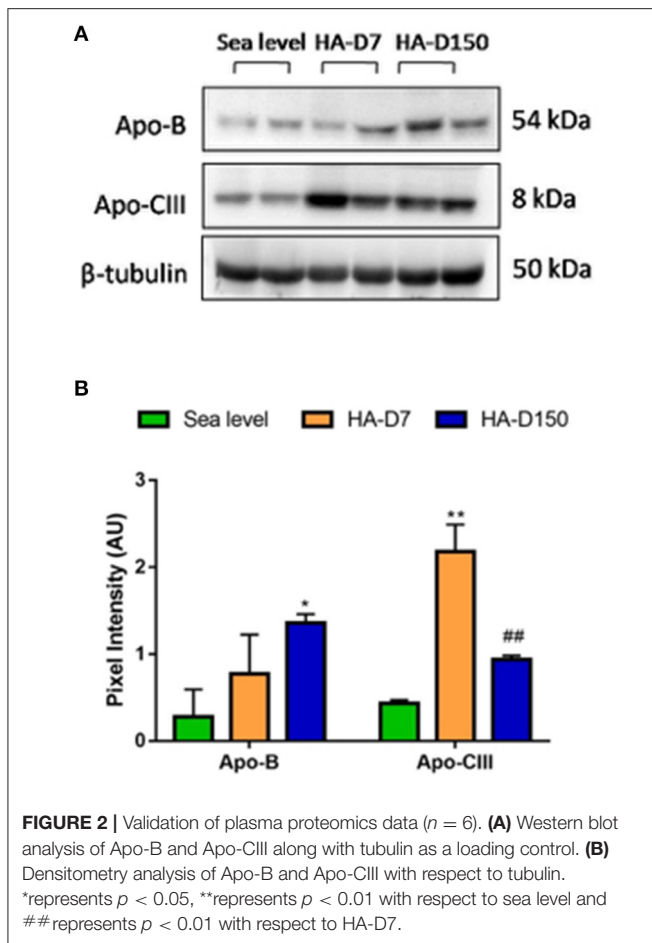 A
Sea level HA-D7 HA-D150
Apo-B 54 kDa
Apo-CIII 8 kDa
β-tubulin 50 kDa
B
Sea level HA-D7 HA-D150
Pixel Intensity (AU)
3
2
1
0
*
**
##
Apo-B Apo-CIII
FIGURE 2 | Validation of plasma proteomics data (n = 6). (A) Western blot
analysis of Apo-B and Apo-CIII along with tubulin as a loading control. (B)
Densitometry analysis of Apo-B and Apo-CIII with respect to tubulin.
*represents p < 0.05, **represents p < 0.01 with respect to sea level and
##represents p < 0.01 with respect to HA-D7.